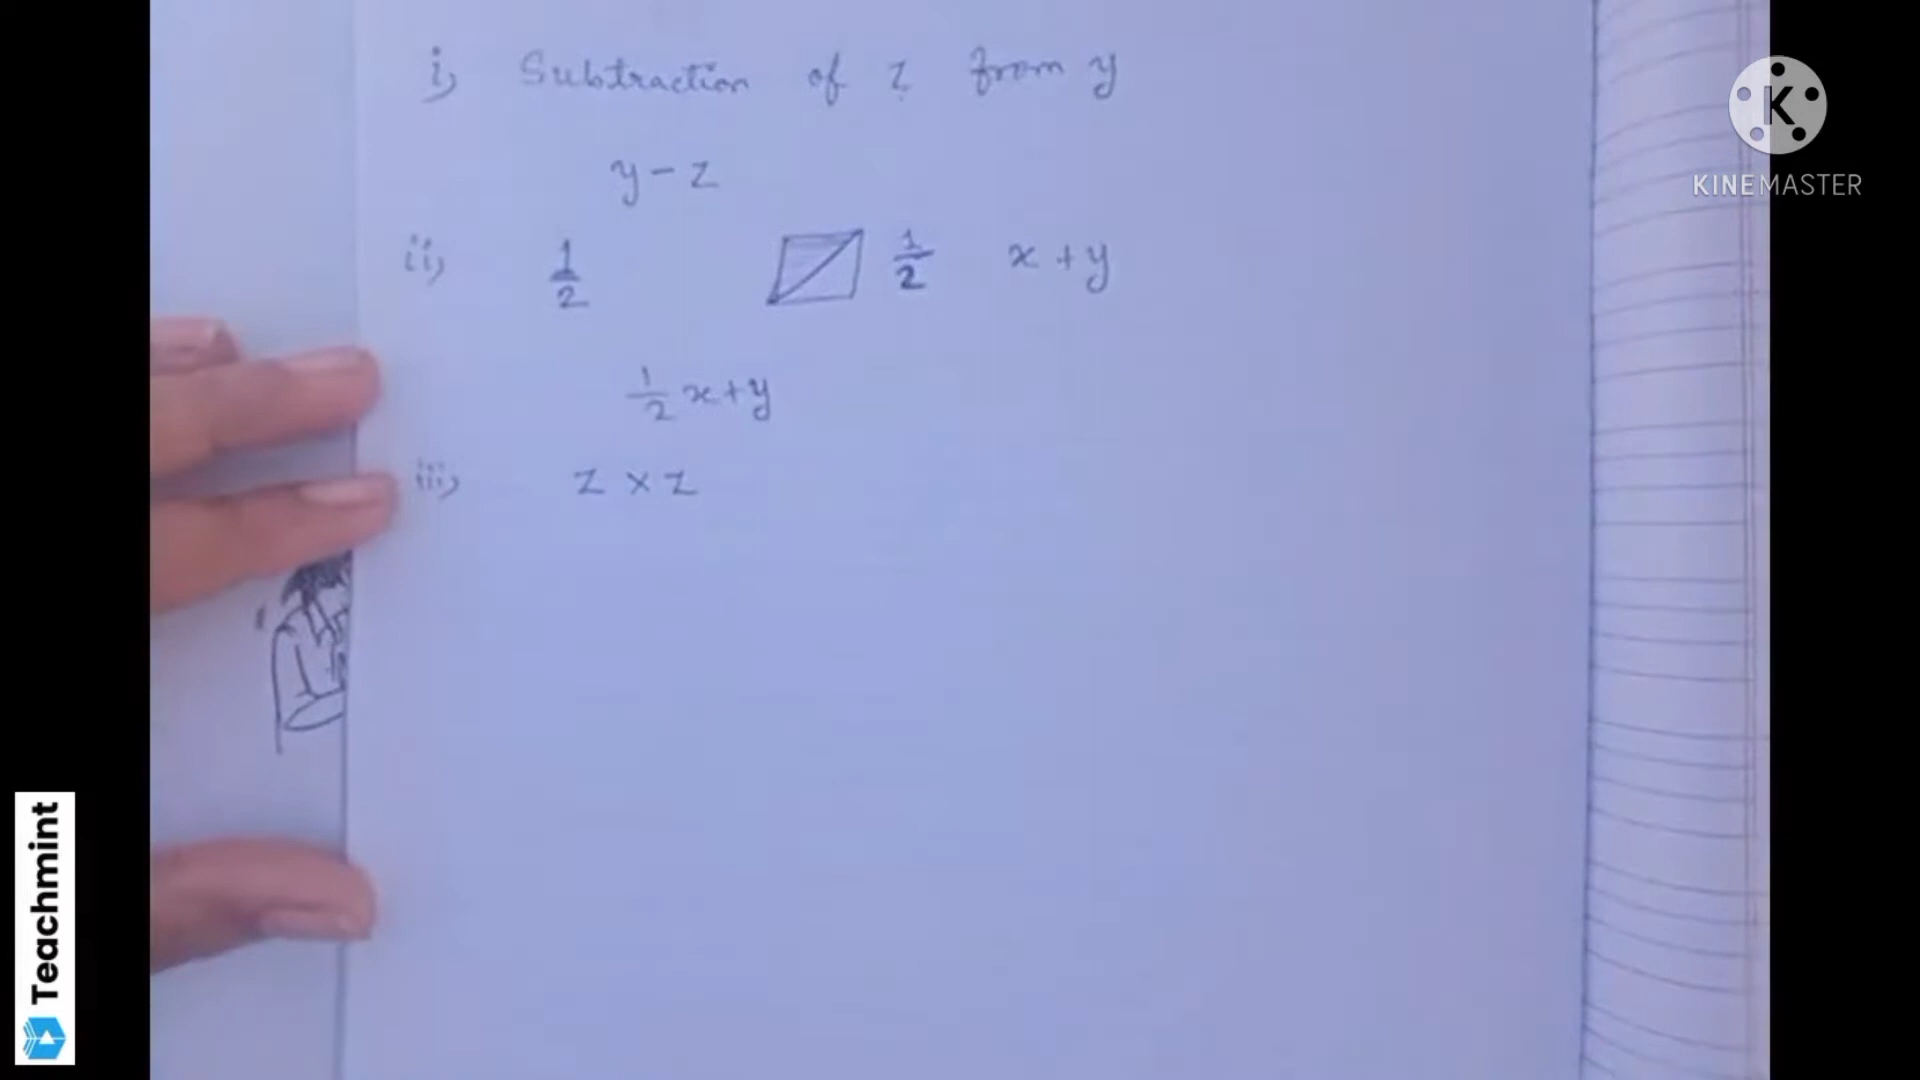 i) Subtraction of z from y
y - z
ii) 1/2 1/2 x + y
1/2 x + y
iii) z × z
K
KINEMASTER
Teachmint